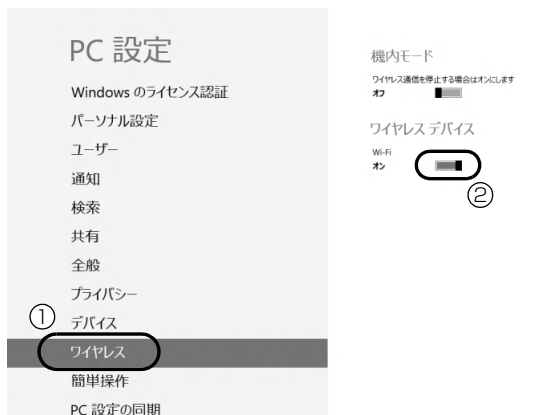 PC 設定
Windows のライセンス認証
パーソナル設定
ユーザー
通知
検索
共有
全般
プライバシー
① デバイス
ワイヤレス
簡単操作
PC 設定の同期
機内モード
ワイヤレス通信を停止する場合はオンにします
オフ
ワイヤレス デバイス
Wi-Fi
オン
②